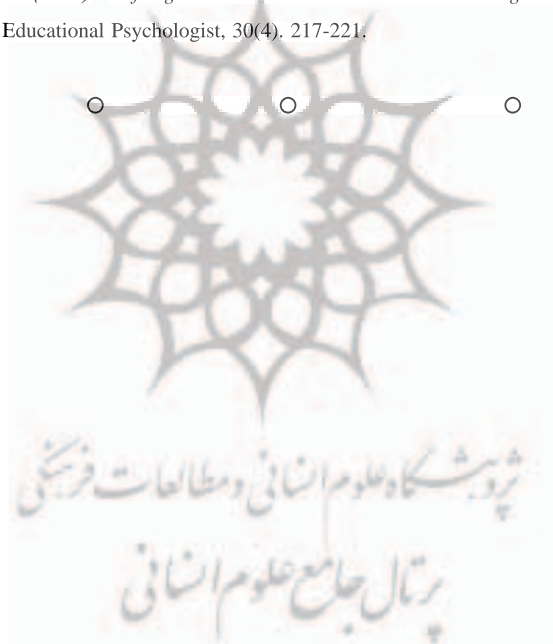 Educational Psychologist, 30(4). 217-221.
پژوهشگاه علوم انسانی و مطالعات فرهنگی
پرتال جامع علوم انسانی